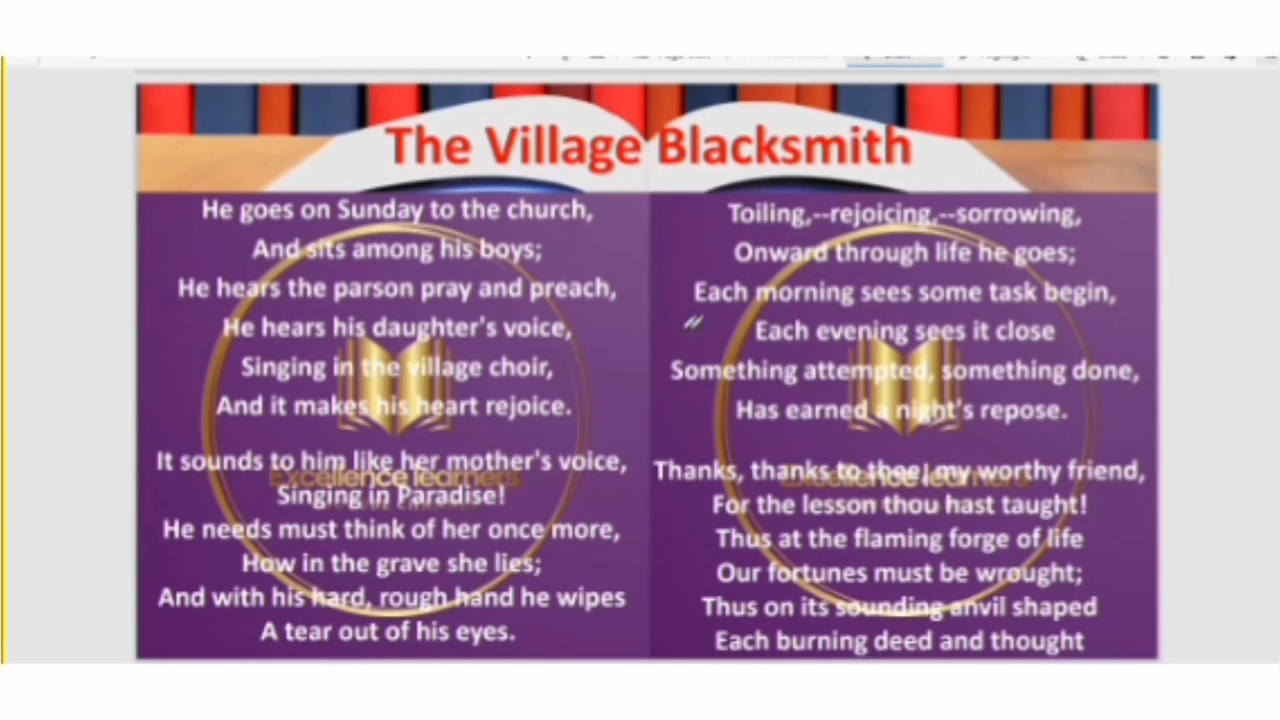 The Village Blacksmith
He goes on Sunday to the church,
And sits among his boys;
He hears the parson pray and preach,
He hears his daughter's voice,
Singing in the village choir,
And it makes his heart rejoice.
It sounds to him like her mother's voice,
Singing in Paradise!
He needs must think of her once more,
How in the grave she lies;
And with his hard, rough hand he wipes
A tear out of his eyes.
Excellence learners
Toiling,--rejoicing,--sorrowing,
Onward through life he goes;
Each morning sees some task begin,
Each evening sees it close
Something attempted, something done,
Has earned a night's repose.
Thanks, thanks to thee, my worthy friend,
For the lesson thou hast taught!
Thus at the flaming forge of life
Our fortunes must be wrought;
Thus on its sounding anvil shaped
Each burning deed and thought
Excellence learners